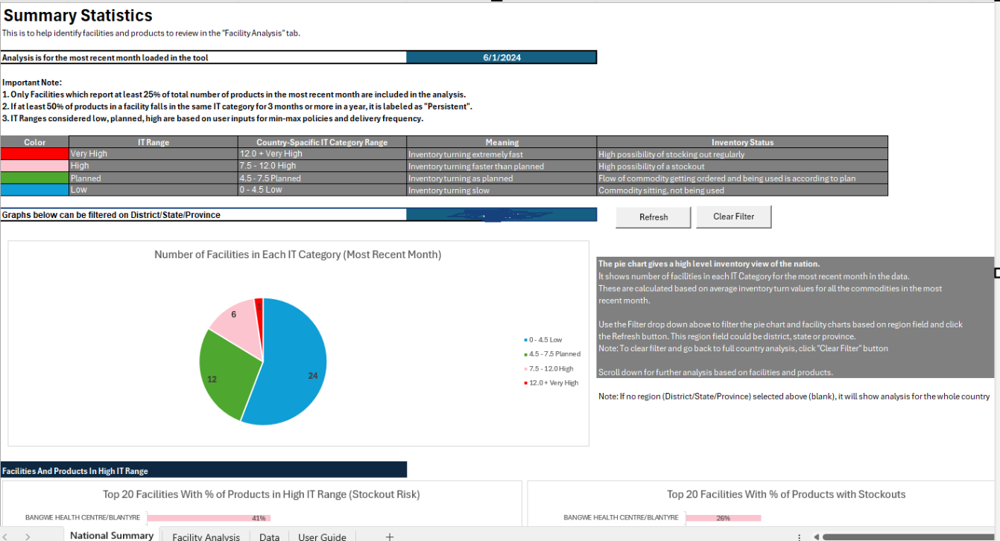 Summary Statistics
This is to help identify facilities and products to review in the "Facility Analysis" tab.
Analysis is for the most recent month loaded in the tool 6/1/2024
Important Note:
1. Only Facilities which report at least 25% of total number of products in the most recent month are included in the analysis.
2. If at least 50% of products in a facility falls in the same IT category for 3 months or more in a year, it is labeled as "Persistent".
3. IT Ranges considered low, planned, high are based on user inputs for min-max policies and delivery frequency.
Color IT Range Country-Spacific IT Category Range Meaning Inventory Status
Very High 12.0 + Very High Inventory turning extremely fast High possibility of stocking out regularly
High 7.5 - 12.0 High Inventory turning faster than planned High possibility of a stockout
Planned 4.5 - 7.5 Planned Inventory turning as planned Flow of commodity getting ordered and being used is according to plan
Low 0 - 4.5 Low Inventory turning slow Commodity sitting, not being used
Graphs below can be filtered on District/State/Province
Refresh Clear Filter
Number of Facilities in Each IT Category (Most Recent Month)
1
6
12
24
0 - 4.5 Low
4.5 - 7.5 Planned
7.5 - 12.0 High
12.0 + Very High
The pie chart gives a high level inventory view of the nation.
It shows number of facilities in each IT Category for the most recent month in the data.
These are calculated based on average inventory turn values for all the commodities in the most
recent month.
Use the Filter drop down above to filter the pie chart and facility charts based on region field and click
the Refresh button. This region field could be district, state or province.
Note: To clear filter and go back to full country analysis, click "Clear Filter" button
Scroll down for further analysis based on facilities and products.
Note: If no region (District/State/Province) selected above (blank), it will show analysis for the whole country
Facilities And Products In High IT Range
Top 20 Facilities With % of Products in High IT Range (Stockout Risk)
BANGWE HEALTH CENTRE/BLANTYRE 41%
Top 20 Facilities With % of Products with Stockouts
BANGWE HEALTH CENTRE/BLANTYRE 26%
National Summary Facility Analysis Data User Guide